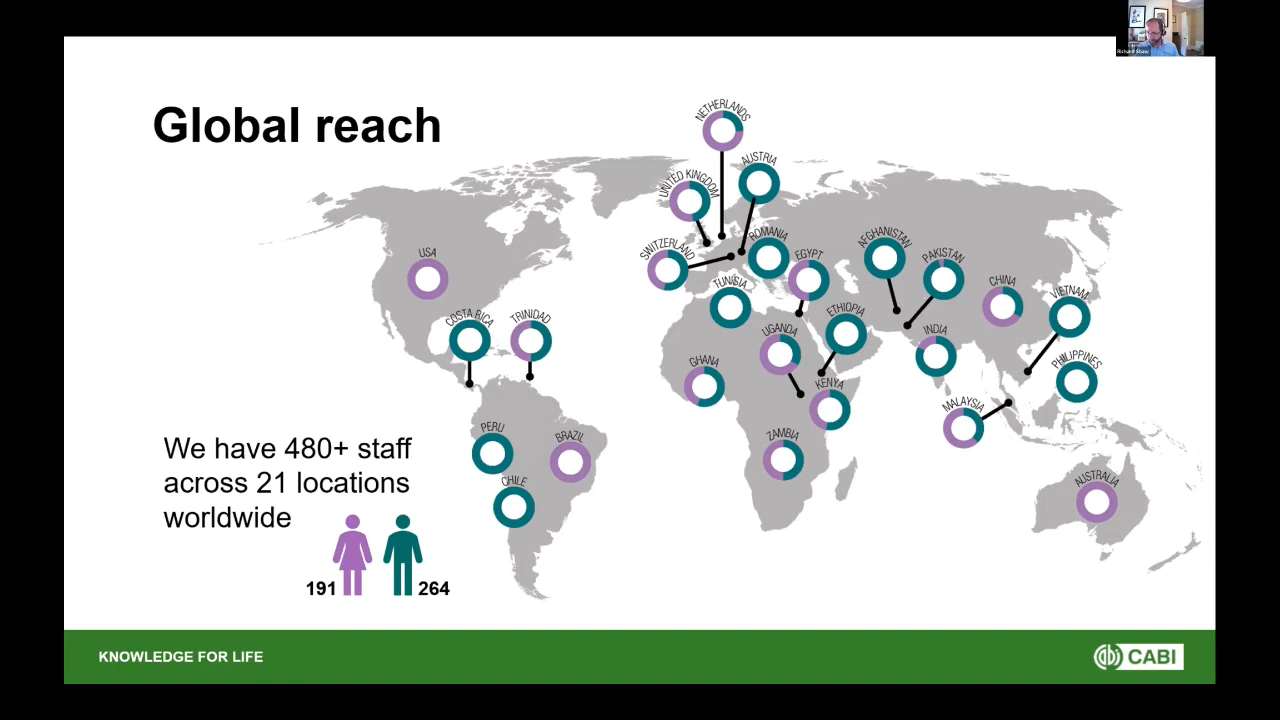 Richard Shaw
Global reach
NETHERLANDS
AUSTRIA
UNITED KINGDOM
SWITZERLAND
ROMANIA
EGYPT
AFGHANISTAN
PAKISTAN
USA
TUNISIA
CHINA
VIETNAM
COSTA RICA
TRINIDAD
ETHIOPIA
UGANDA
INDIA
GHANA
KENYA
PHILIPPINES
MALAYSIA
PERU
BRAZIL
ZAMBIA
CHILE
AUSTRALIA
We have 480+ staff
across 21 locations
worldwide
191
264
KNOWLEDGE FOR LIFE
CABI